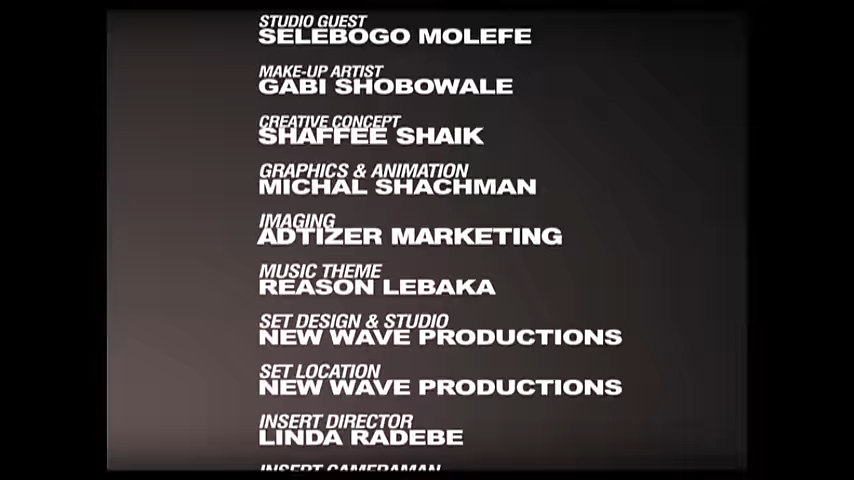 STUDIO GUEST
SELEBOGO MOLEFE
MAKE-UP ARTIST
GABI SHOBOWALE
CREATIVE CONCEPT
SHAFFEE SHAIK
GRAPHICS & ANIMATION
MICHAL SHACHMAN
IMAGING
ADTIZER MARKETING
MUSIC THEME
REASON LEBAKA
SET DESIGN & STUDIO
NEW WAVE PRODUCTIONS
SET LOCATION
NEW WAVE PRODUCTIONS
INSERT DIRECTOR
LINDA RADEBE
INSERT CAMERAMAN